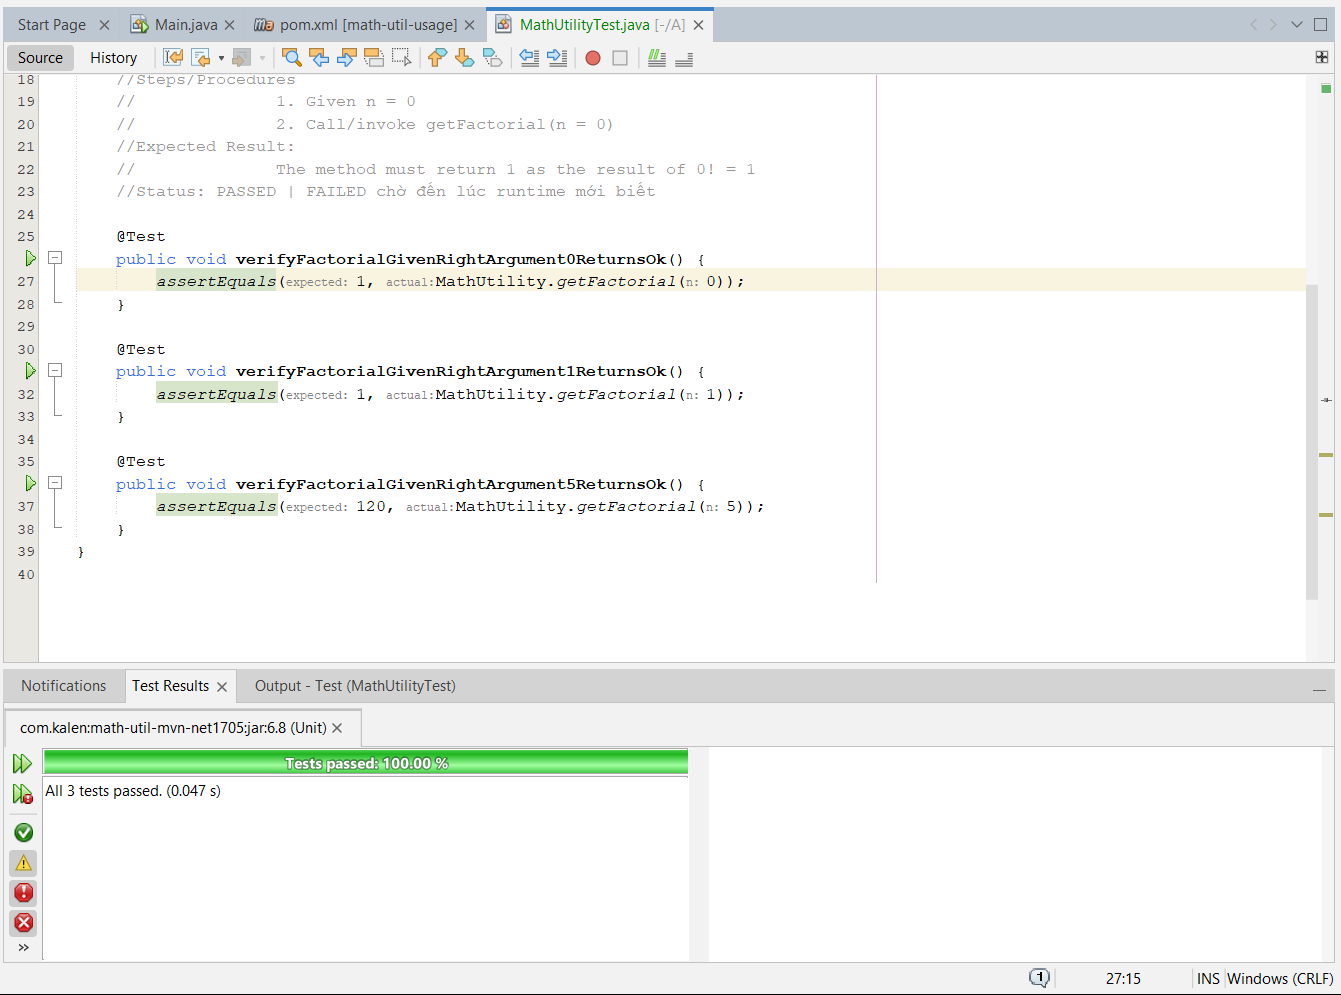 Start Page
Main.java
pom.xml [math-util-usage]
MathUtilityTest.java [-/A]
Source History
18 //Steps/Procedures
19 // 1. Given n = 0
20 // 2. Call/invoke getFactorial(n = 0)
21 //Expected Result:
22 // The method must return 1 as the result of 0! = 1
23 //Status: PASSED | FAILED chờ đến lúc runtime mới biết
24
25 @Test
public void verifyFactorialGivenRightArgument0ReturnsOk() {
27 assertEquals(expected: 1, actual:MathUtility.getFactorial(n: 0));
28 }
29
30 @Test
public void verifyFactorialGivenRightArgument1ReturnsOk() {
32 assertEquals(expected: 1, actual:MathUtility.getFactorial(n: 1));
33 }
34
35 @Test
public void verifyFactorialGivenRightArgument5ReturnsOk() {
37 assertEquals(expected: 120, actual:MathUtility.getFactorial(n: 5));
38 }
39 }
40
Notifications Test Results Output - Test (MathUtilityTest)
com.kalen:math-util-mvn-net1705:jar:6.8 (Unit)
Tests passed: 100.00 %
All 3 tests passed. (0.047 s)
1 27:15 INS Windows (CRLF)